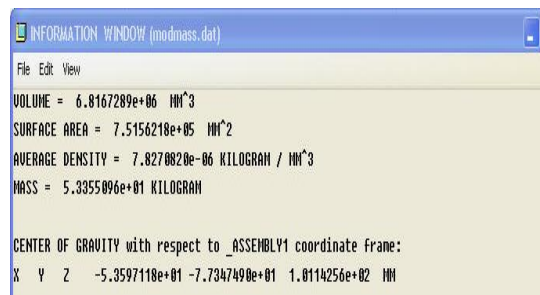 INFORMATION WINDOW (modmass.dat)
File Edit View
VOLUME = 6.8167289e+06 MM^3
SURFACE AREA = 7.5156218e+05 MM^2
AVERAGE DENSITY = 7.8270820e-06 KILOGRAM / MM^3
MASS = 5.3355096e+01 KILOGRAM
CENTER OF GRAVITY with respect to _ASSEMBLY1 coordinate frame:
X Y Z -5.3597118e+01 -7.7347490e+01 1.0114256e+02 MM